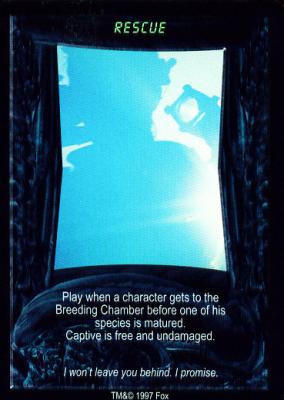 RESCUE
Play when a character gets to the
Breeding Chamber before one of his
species is matured.
Captive is free and undamaged.
I won't leave you behind. I promise.
TM&© 1997 Fox